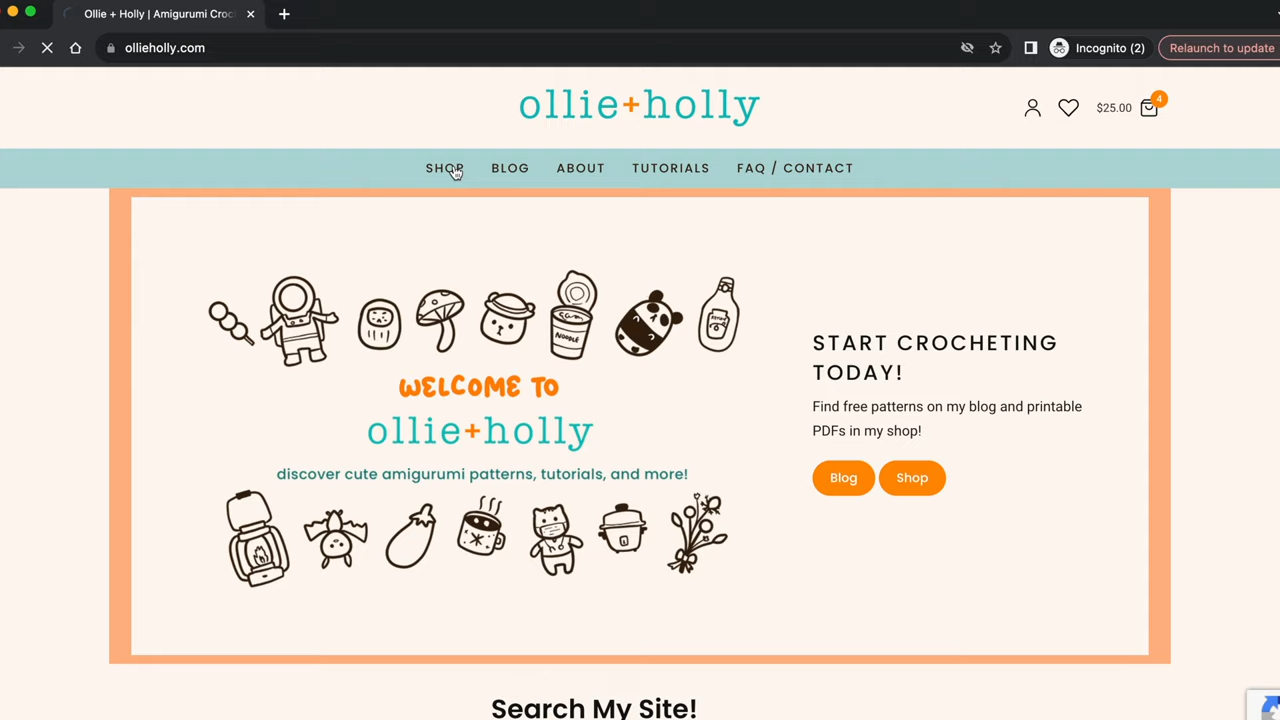 Ollie + Holly | Amigurumi Croc
ollieholly.com
Incognito (2)
Relaunch to update
ollie+holly
$25.00
4
SHOP
BLOG
ABOUT
TUTORIALS
FAQ / CONTACT
NOODLE
WELCOME TO
ollie+holly
discover cute amigurumi patterns, tutorials, and more!
START CROCHETING
TODAY!
Find free patterns on my blog and printable
PDFs in my shop!
Blog
Shop
Search My Site!